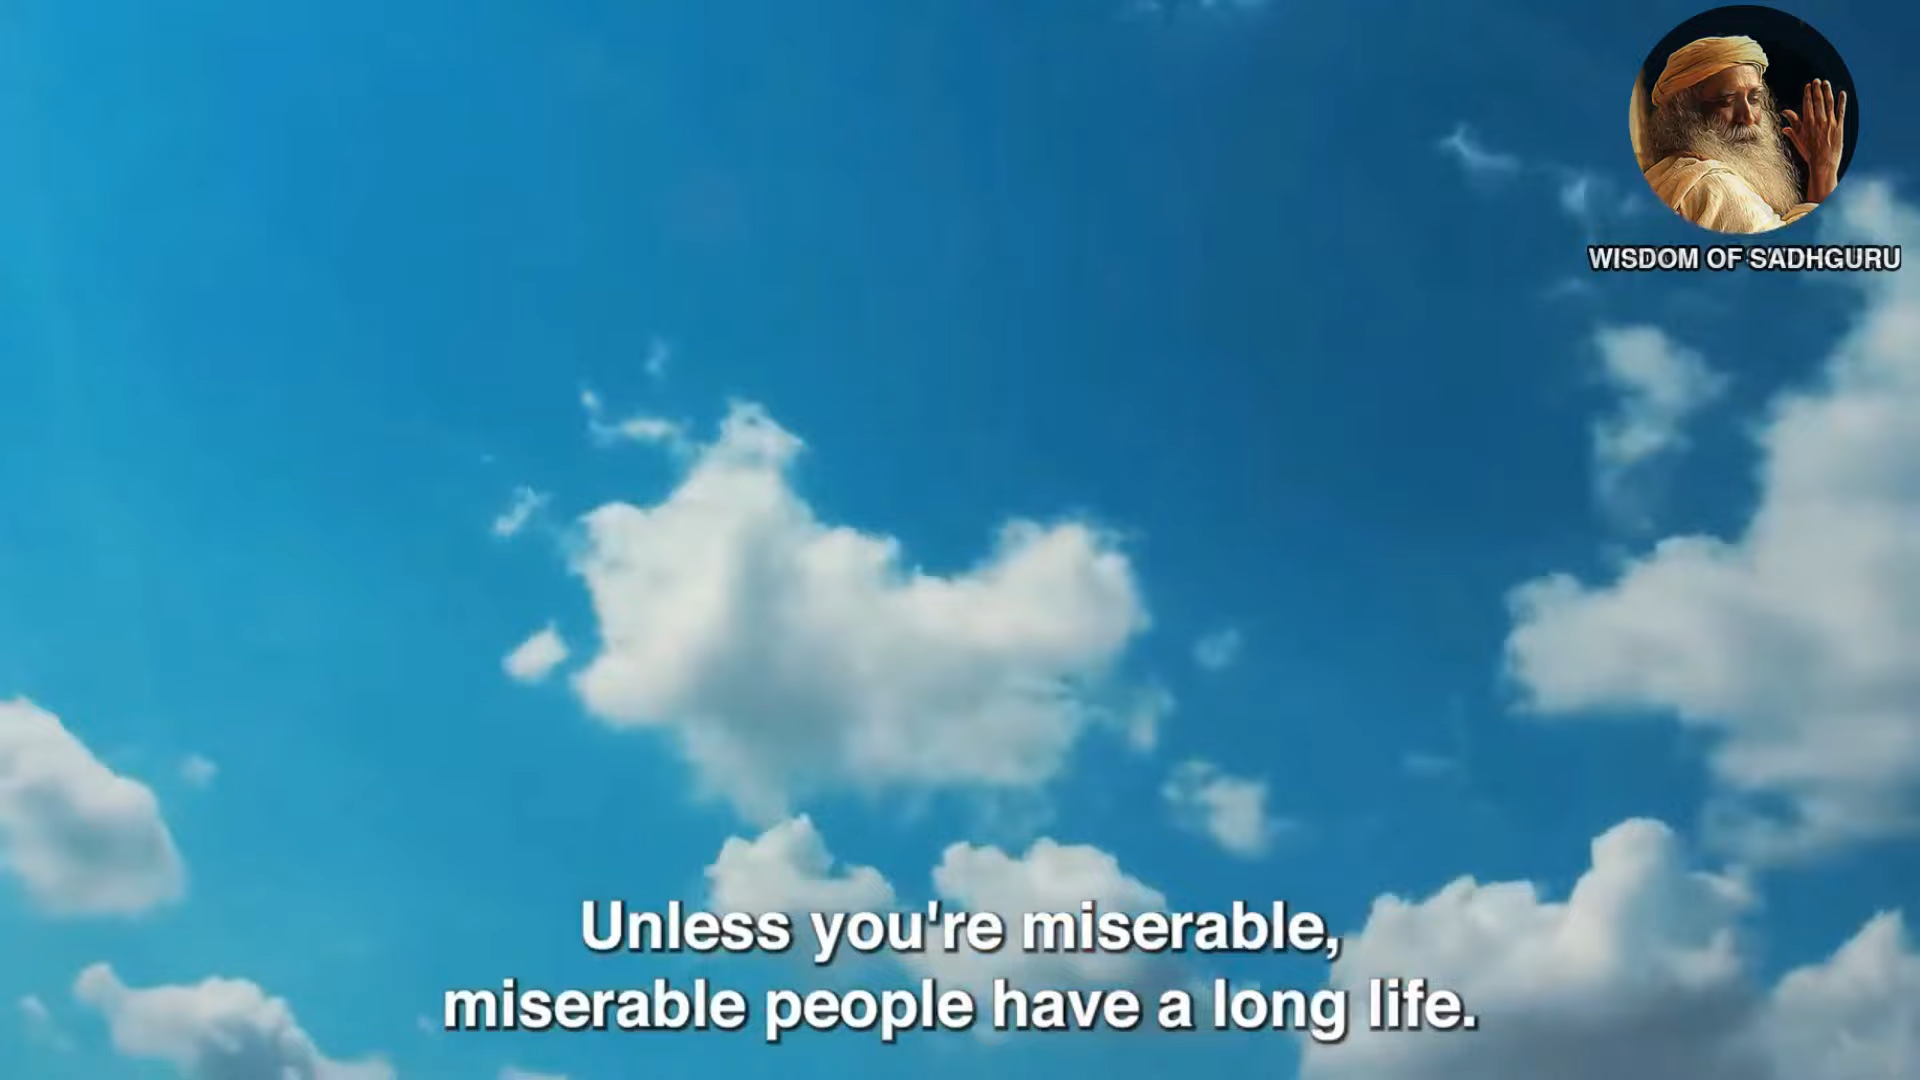 WISDOM OF SADHGURU
Unless you're miserable,
miserable people have a long life.